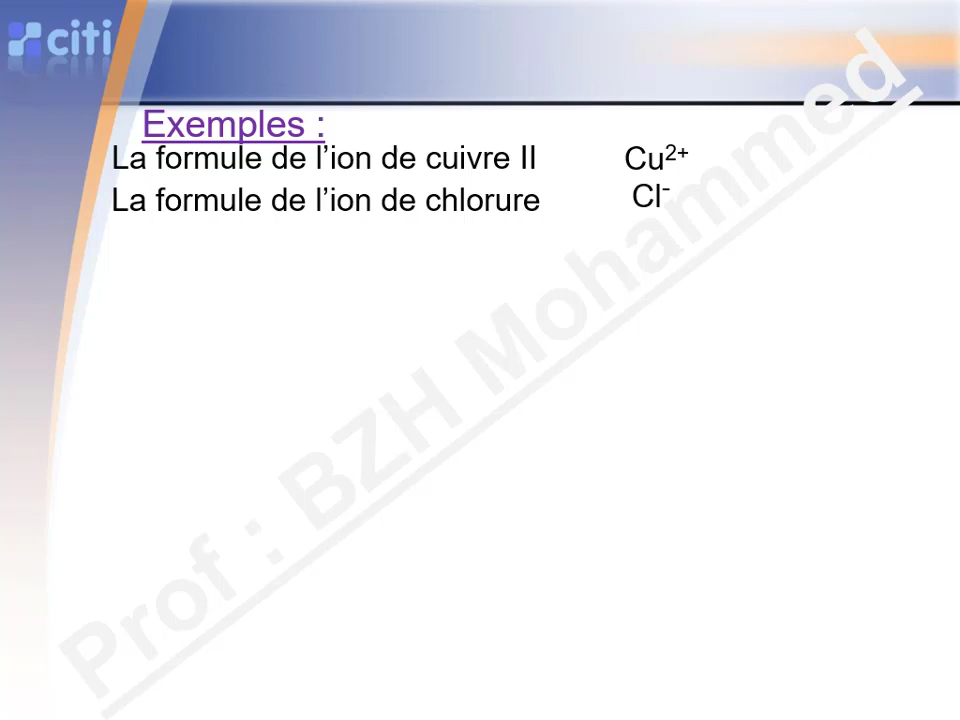 citi
Exemples :
La formule de l’ion de cuivre II Cu²⁺
La formule de l’ion de chlorure Cl⁻
Prof : BZH Mohammed